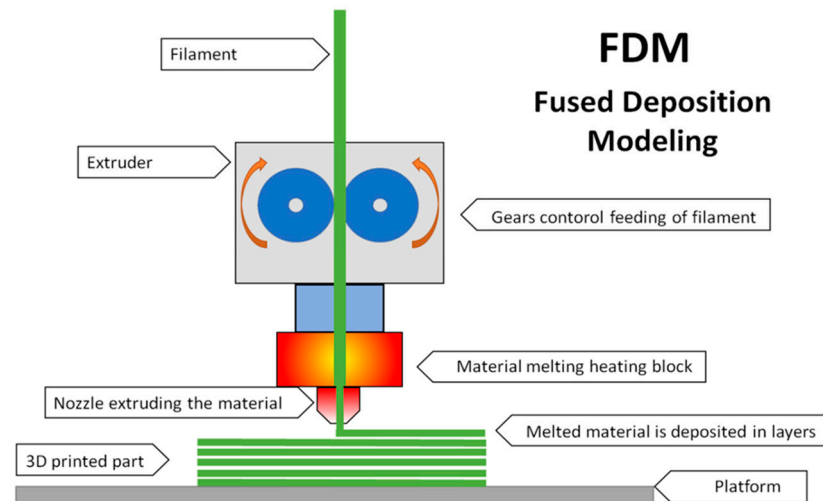 FDM
Fused Deposition
Modeling
Filament
Extruder
Gears contorol feeding of filament
Material melting heating block
Nozzle extruding the material
Melted material is deposited in layers
3D printed part
Platform